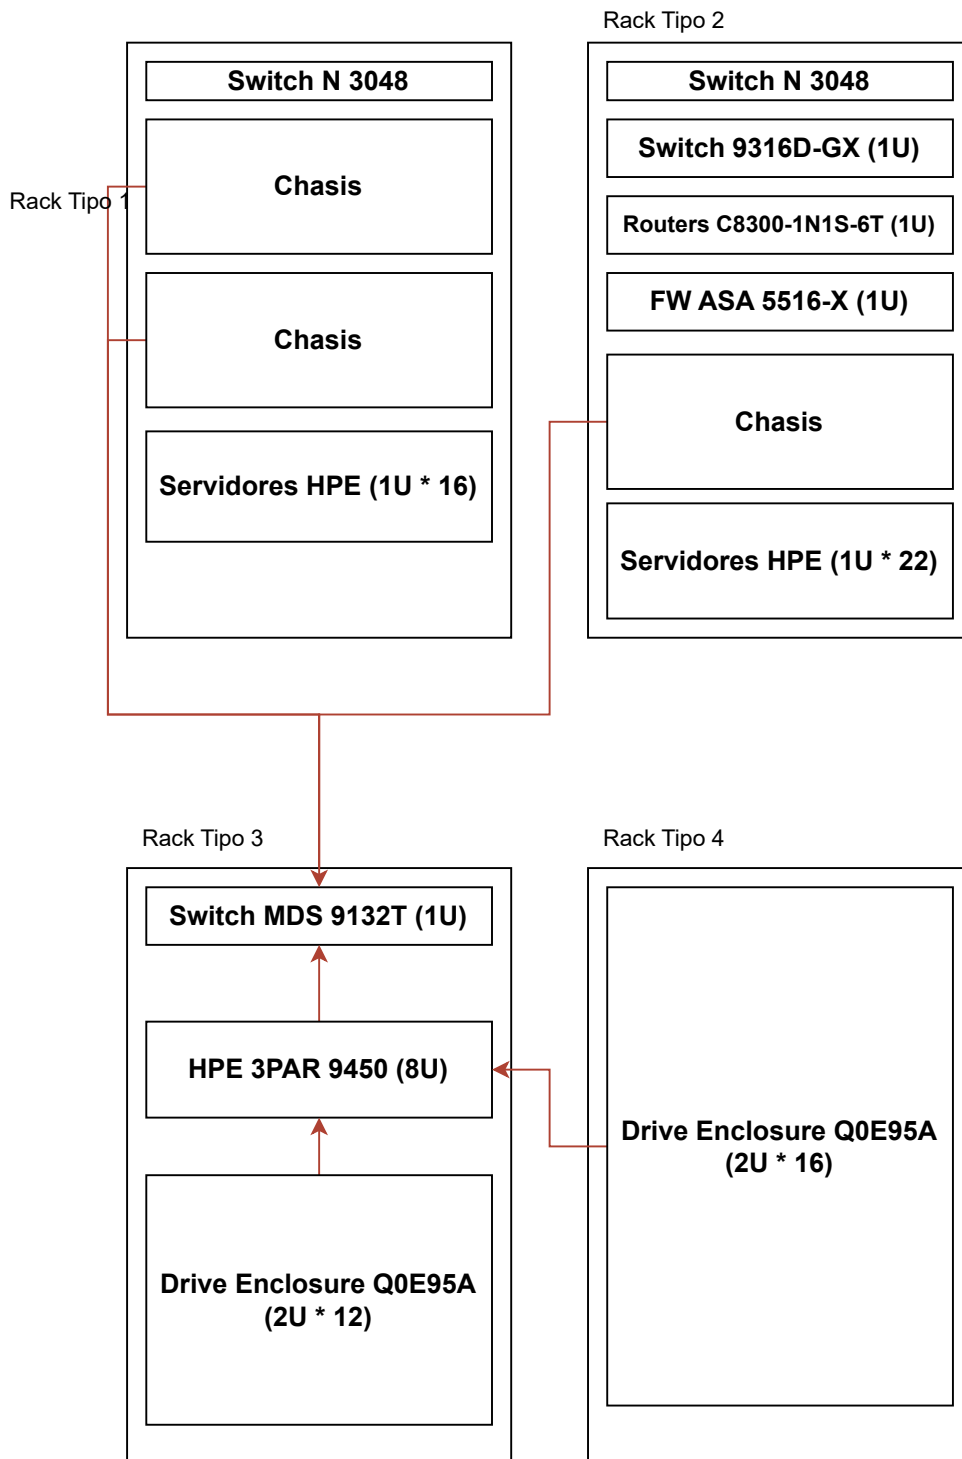 Rack Tipo 2
Switch N 3048
Chasis
Rack Tipo 1
Chasis
Servidores HPE (1U * 16)
Switch N 3048
Switch 9316D-GX (1U)
Routers C8300-1N1S-6T (1U)
FW ASA 5516-X (1U)
Chasis
Servidores HPE (1U * 22)
Rack Tipo 3
Switch MDS 9132T (1U)
HPE 3PAR 9450 (8U)
Drive Enclosure Q0E95A
(2U * 12)
Rack Tipo 4
Drive Enclosure Q0E95A
(2U * 16)